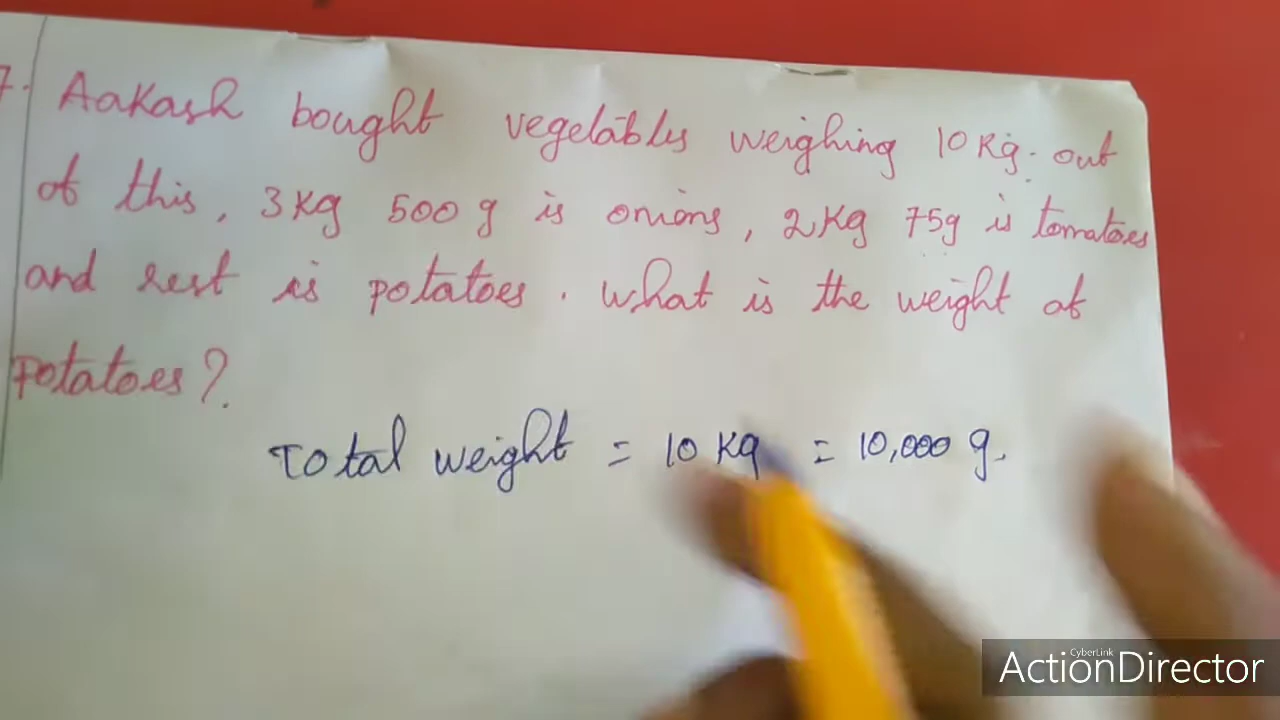 7. Aakash bought vegetables weighing 10 Kg. out
of this, 3 Kg 500 g is onions, 2 Kg 75g is tomatoes
and rest is potatoes. What is the weight of
potatoes?
Total weight = 10 Kg = 10,000 g.
CyberLink
ActionDirector